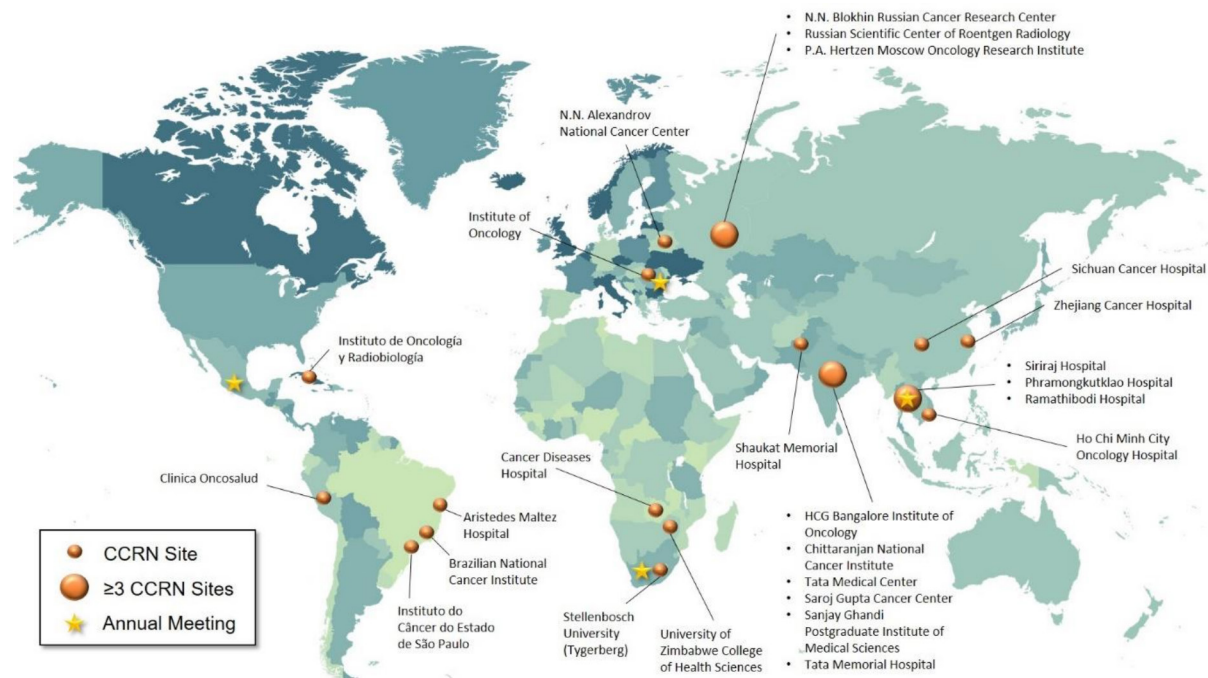 • N.N. Blokhin Russian Cancer Research Center
• Russian Scientific Center of Roentgen Radiology
• P.A. Hertzen Moscow Oncology Research Institute
N.N. Alexandrov
National Cancer Center
Institute of
Oncology
Sichuan Cancer Hospital
Zhejiang Cancer Hospital
Instituto de Oncología
y Radiobiología
• Siriraj Hospital
• Phramongkutklao Hospital
• Ramathibodi Hospital
Shaukat Memorial
Hospital
Ho Chi Minh City
Oncology Hospital
Cancer Diseases
Hospital
Clinica Oncosalud
Aristedes Maltez
Hospital
Brazilian National
Cancer Institute
Instituto do
Câncer do Estado
de São Paulo
Stellenbosch
University
(Tygerberg)
University of
Zimbabwe College
of Health Sciences
• HCG Bangalore Institute of
Oncology
• Chittaranjan National
Cancer Institute
• Tata Medical Center
• Saroj Gupta Cancer Center
• Sanjay Ghandi
Postgraduate Institute of
Medical Sciences
• Tata Memorial Hospital
CCRN Site
≥3 CCRN Sites
Annual Meeting